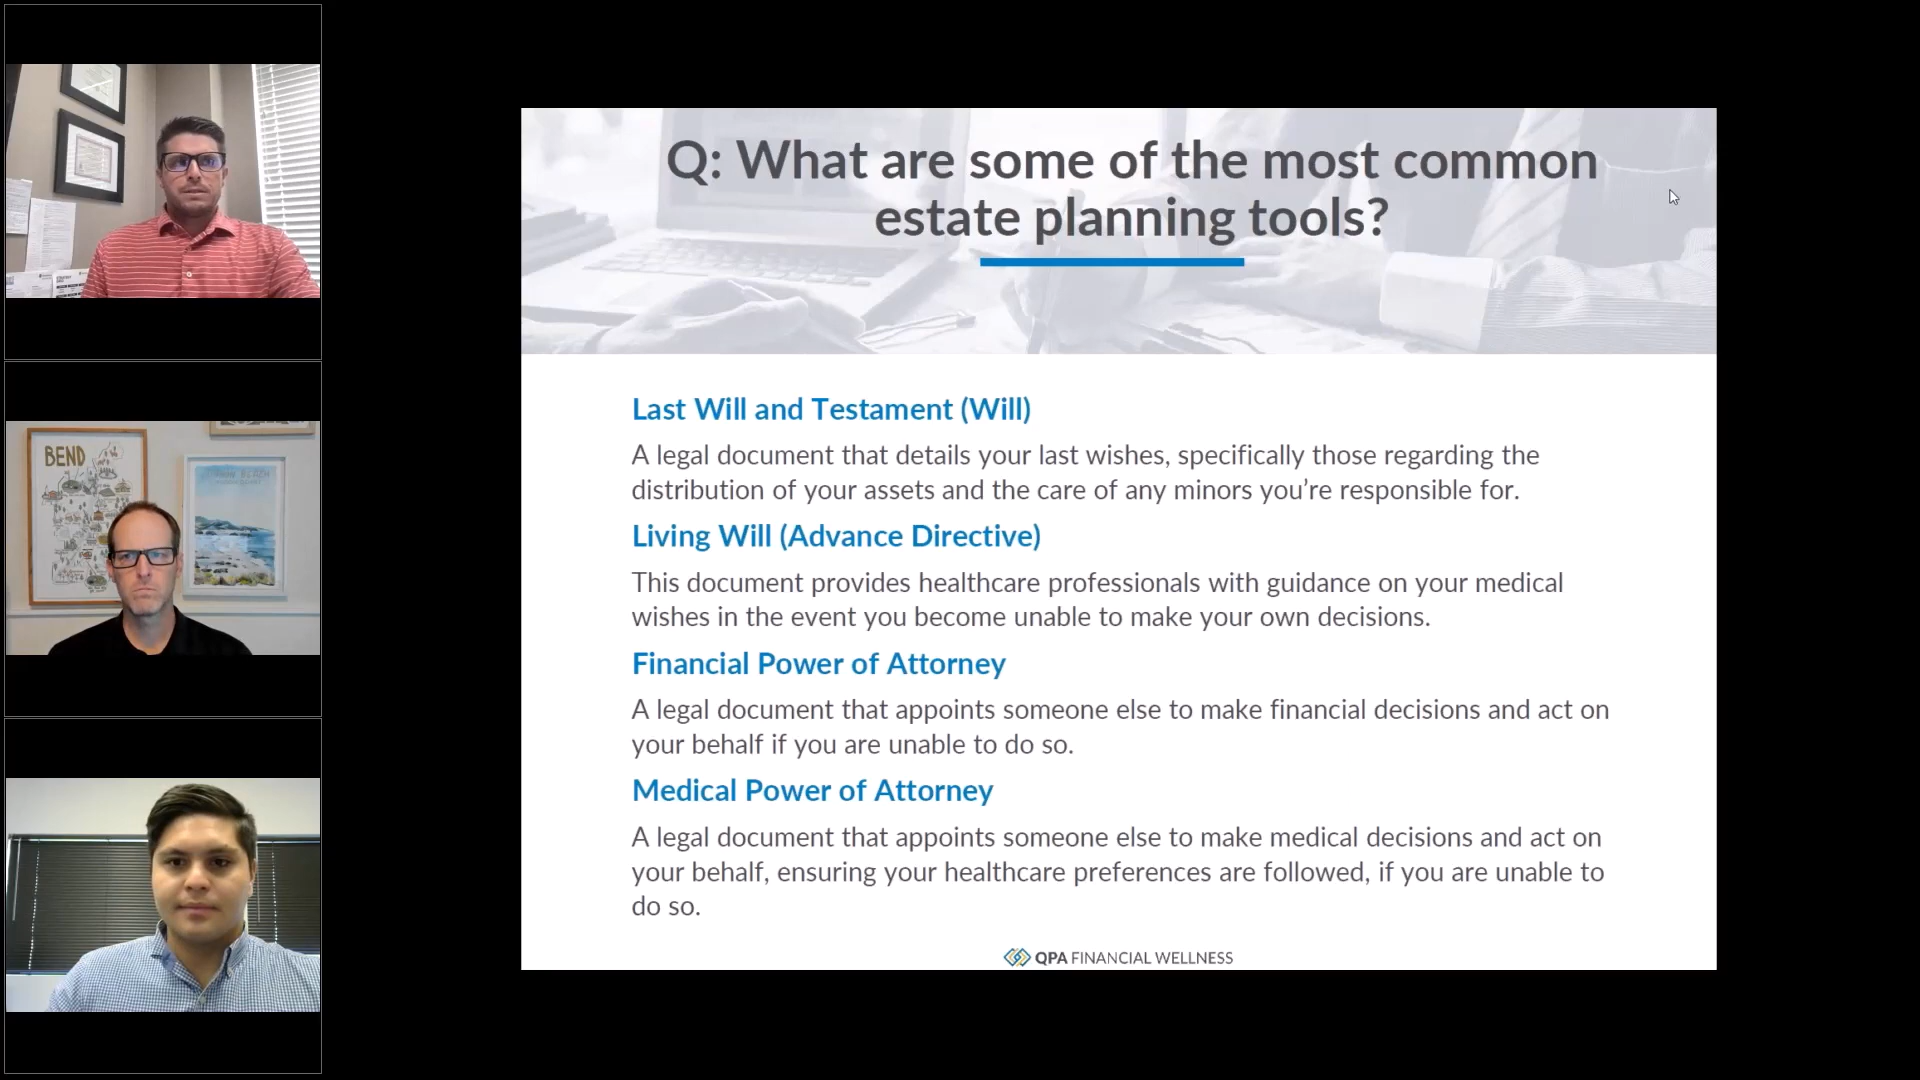 BEND
Q: What are some of the most common
estate planning tools?
Last Will and Testament (Will)
A legal document that details your last wishes, specifically those regarding the
distribution of your assets and the care of any minors you’re responsible for.
Living Will (Advance Directive)
This document provides healthcare professionals with guidance on your medical
wishes in the event you become unable to make your own decisions.
Financial Power of Attorney
A legal document that appoints someone else to make financial decisions and act on
your behalf if you are unable to do so.
Medical Power of Attorney
A legal document that appoints someone else to make medical decisions and act on
your behalf, ensuring your healthcare preferences are followed, if you are unable to
do so.
QPA FINANCIAL WELLNESS